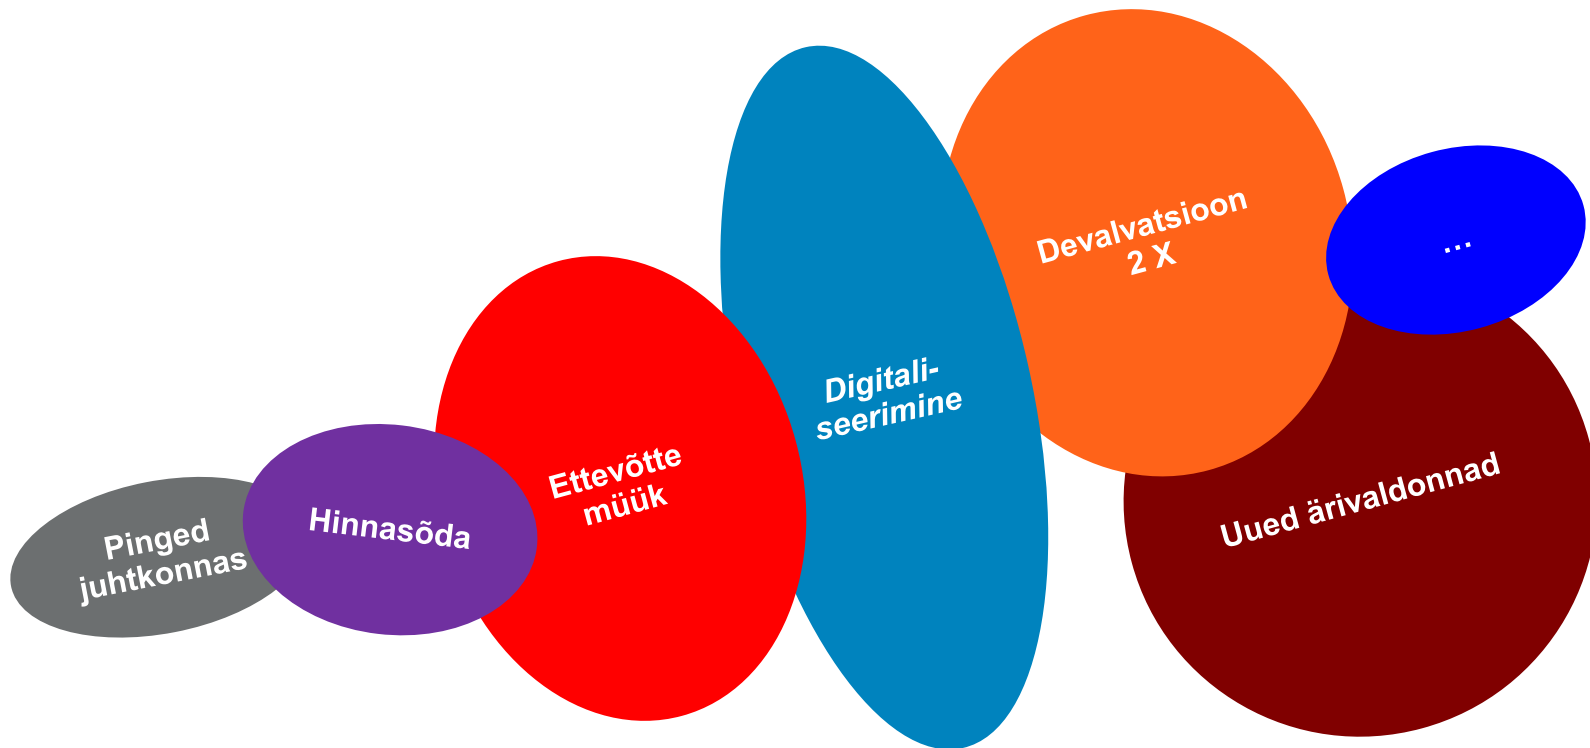 Pinged
juhtkonnas
Hinnasõda
Ettevõtte
müük
Digitali-
seerimine
Devalvatsioon
2 X
...
Uued ärivaldonnad